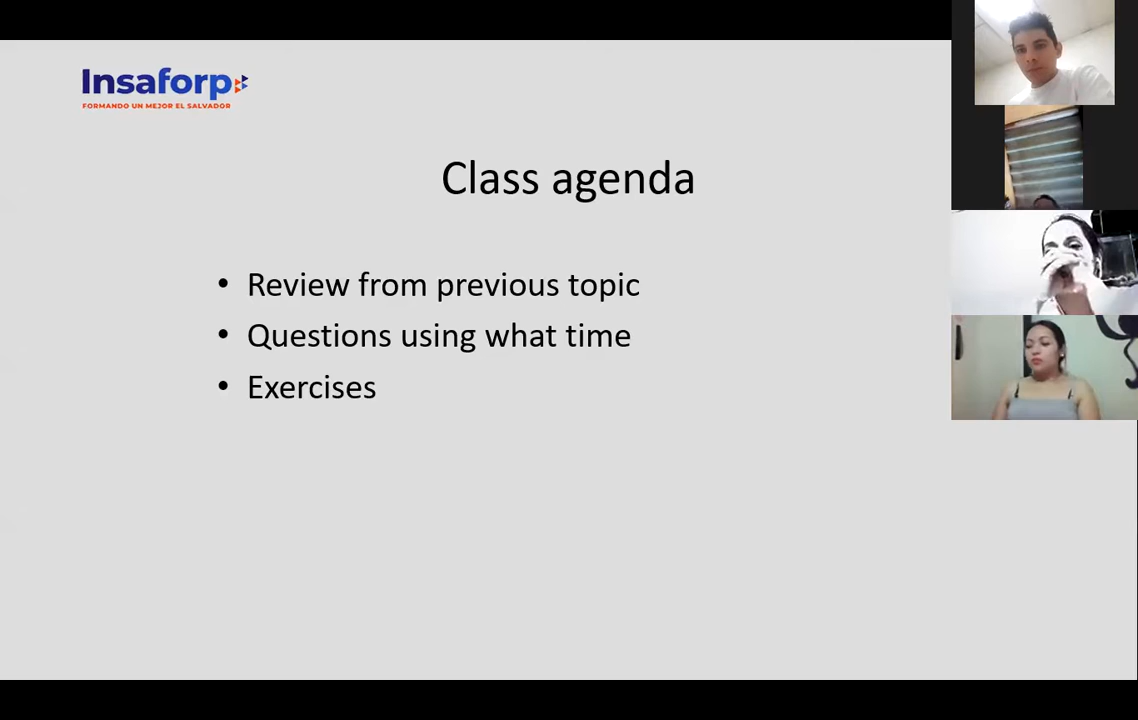 Insaforp
FORMANDO UN MEJOR EL SALVADOR
Class agenda
• Review from previous topic
• Questions using what time
• Exercises